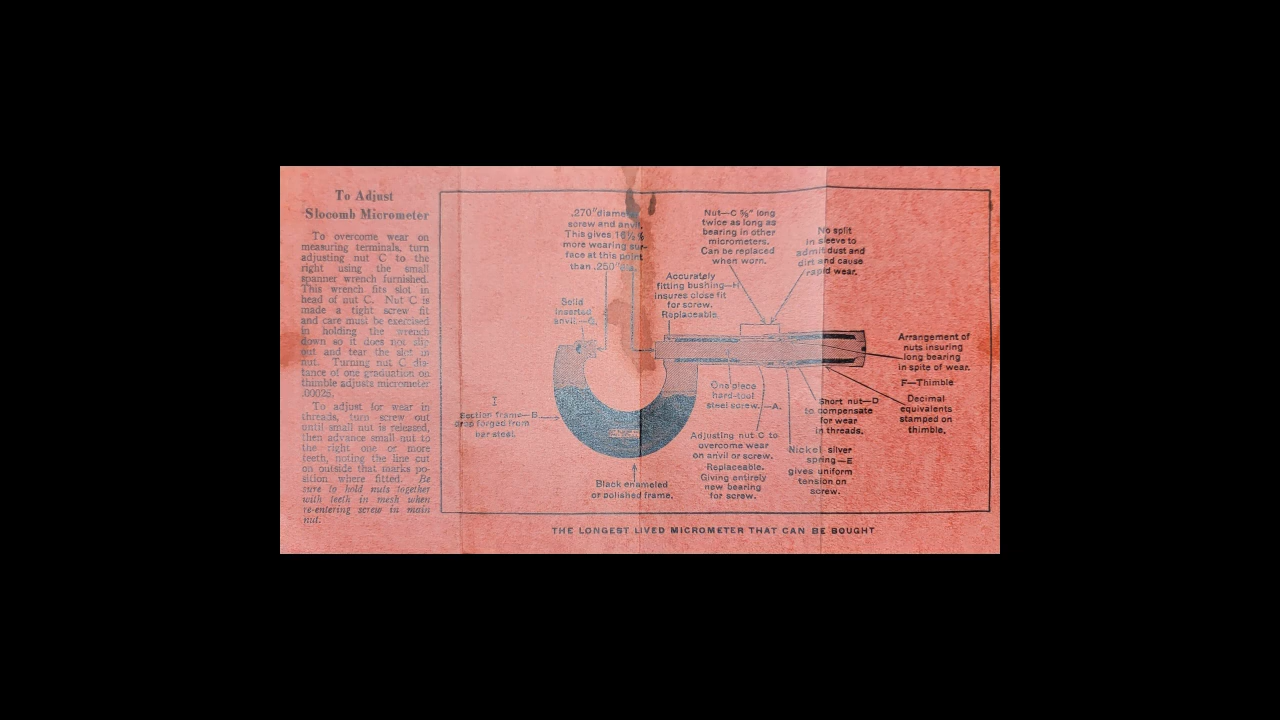 To Adjust
Slocomb Micrometer
To overcome wear on
measuring terminals, turn
adjusting nut C to the
right using the small
spanner wrench furnished.
This wrench fits slot in
head of nut C. Nut C is
made a tight screw fit
and care must be exercised
in holding the wrench
down so it does not slip
out and tear the slot in
nut. Turning nut C dis-
tance of one graduation on
thimble adjusts micrometer
.00025.
To adjust for wear in
threads, turn screw out
until small nut is released,
then advance small nut to
the right one or more
teeth, noting the line cut
on outside that marks po-
sition where fitted. Be
sure to hold nuts together
with teeth in mesh when
re-entering screw in main
nut.
.270" diameter
screw and anvil.
This gives 16½%
more wearing sur-
face at this point
than .250"
Solid
inserted
anvil.—G.
I
Section frame—B
drop forged from
bar steel.
Black enameled
or polished frame.
Accurately
fitting bushing—H
insures close fit
for screw.
Replaceable.
Nut—C ⅝" long
twice as long as
bearing in other
micrometers.
Can be replaced
when worn.
No split
in sleeve to
admit dust and
dirt and cause
rapid wear.
One piece
hard-tool
steel screw.—A.
Adjusting nut C to
overcome wear
on anvil or screw.
Replaceable.
Giving entirely
new bearing
for screw.
Short nut—D
to compensate
for wear
in threads.
Nickel silver
spring—E
gives uniform
tension on
screw.
Arrangement of
nuts insuring
long bearing
in spite of wear.
F—Thimble
Decimal
equivalents
stamped on
thimble.
THE LONGEST LIVED MICROMETER THAT CAN BE BOUGHT